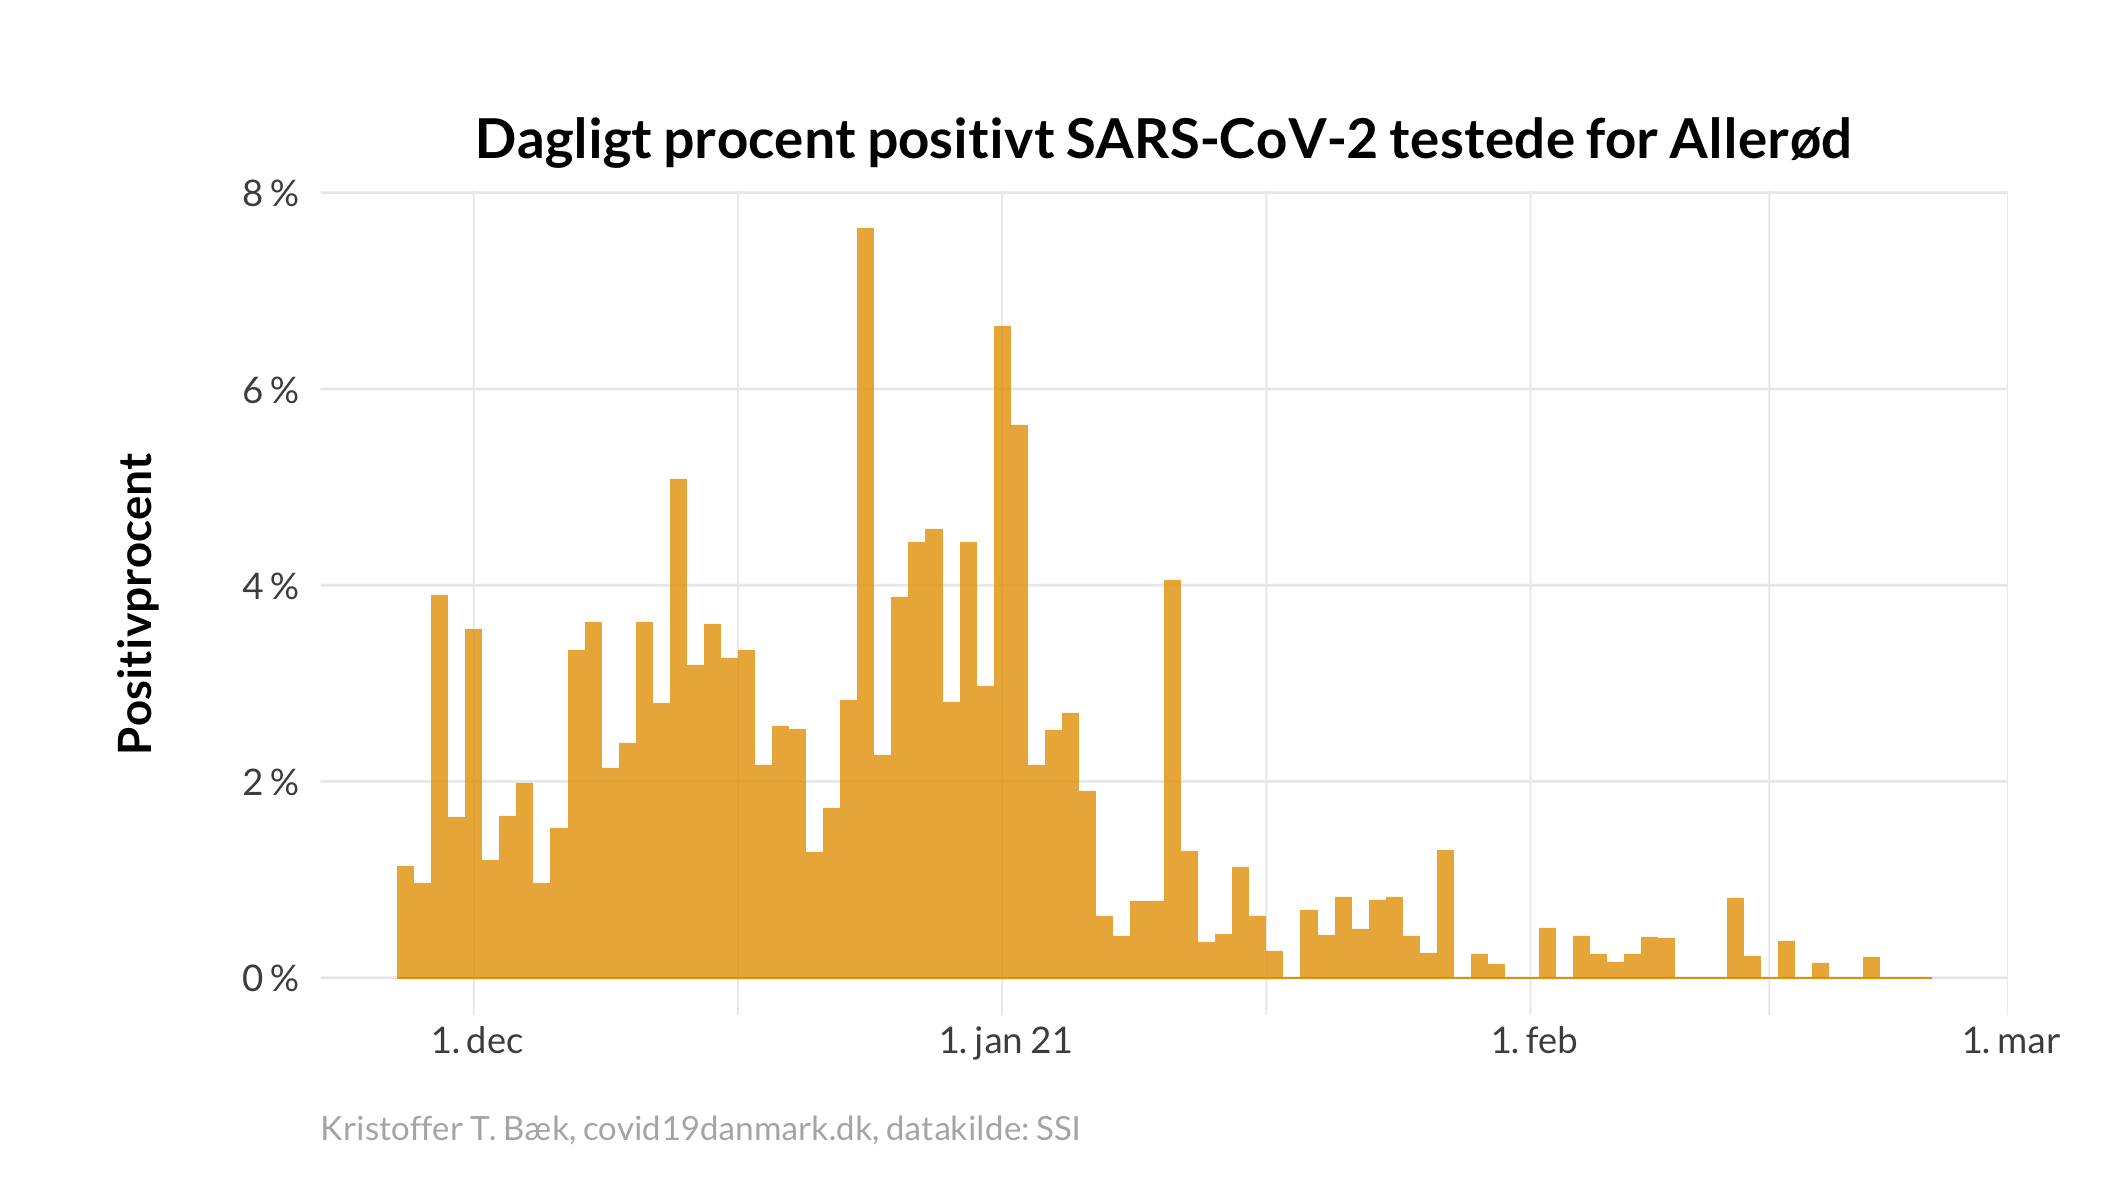 Dagligt procent positivt SARS-CoV-2 testede for Allerød
8 %
6 %
4 %
2 %
0 %
Positivprocent
1. dec
1. jan 21
1. feb
1. mar
Kristoffer T. Bæk, covid19danmark.dk, datakilde: SSI